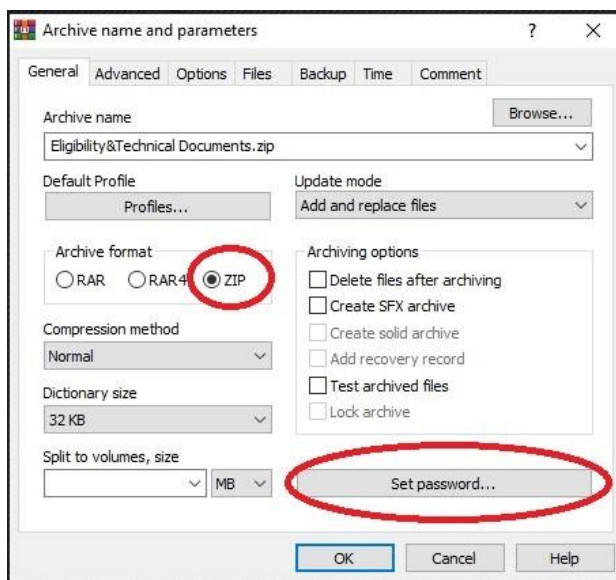 Archive name and parameters
?
General Advanced Options Files Backup Time Comment
Archive name
Browse...
Eligibility&Technical Documents.zip
Default Profile
Profiles...
Update mode
Add and replace files
Archive format
RAR RAR4 ZIP
Compression method
Normal
Dictionary size
32 KB
Split to volumes, size
MB
Archiving options
Delete files after archiving
Create SFX archive
Create solid archive
Add recovery record
Test archived files
Lock archive
Set password...
OK Cancel Help